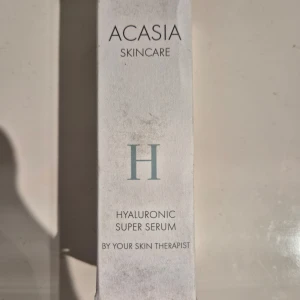 ACASIA
SKINCARE
H
HYALURONIC
SUPER SERUM
BY YOUR SKIN THERAPIST